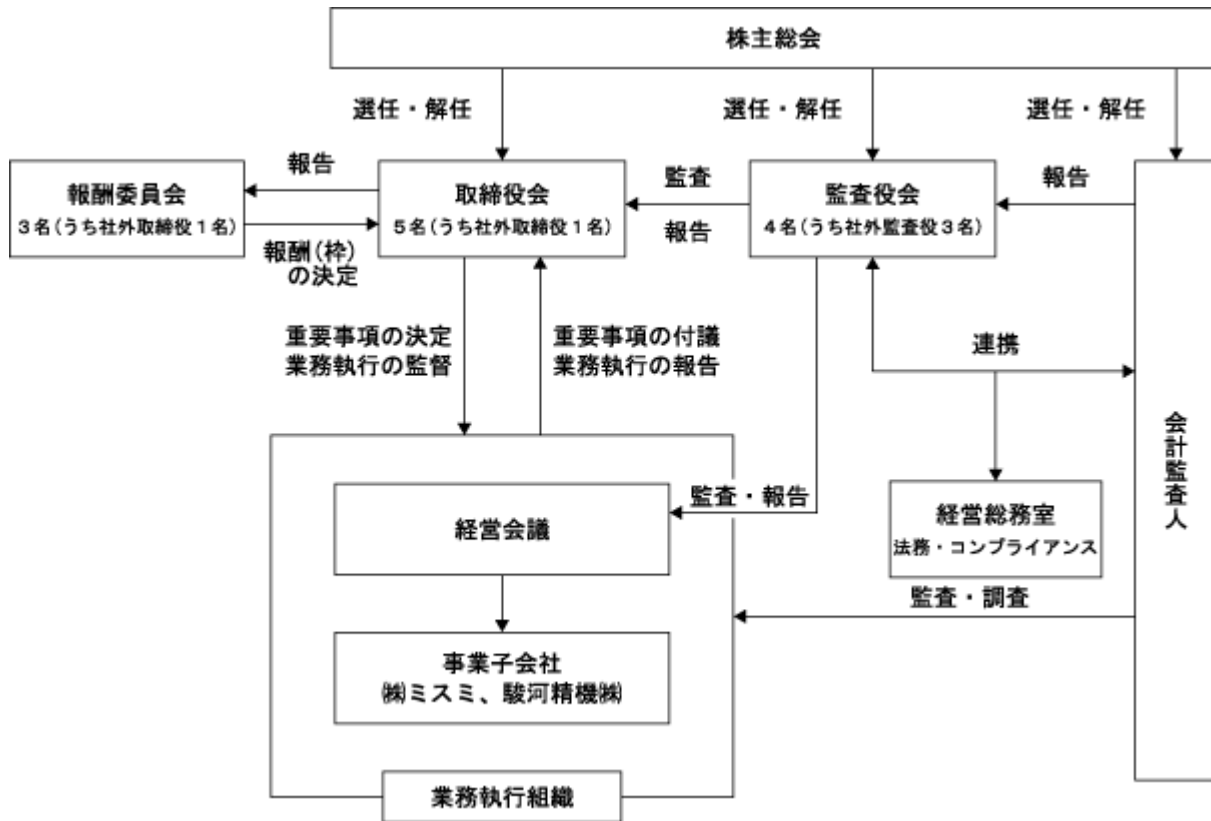 株主総会
選任・解任
選任・解任
選任・解任
報酬委員会
3名(うち社外取締役1名)
報告
報酬(枠)
の決定
取締役会
5名(うち社外取締役1名)
監査
報告
監査役会
4名(うち社外監査役3名)
報告
重要事項の決定
業務執行の監督
重要事項の付議
業務執行の報告
連携
会計監査人
監査・報告
経営会議
経営総務室
法務・コンプライアンス
監査・調査
事業子会社
㈱ミスミ、駿河精機㈱
業務執行組織